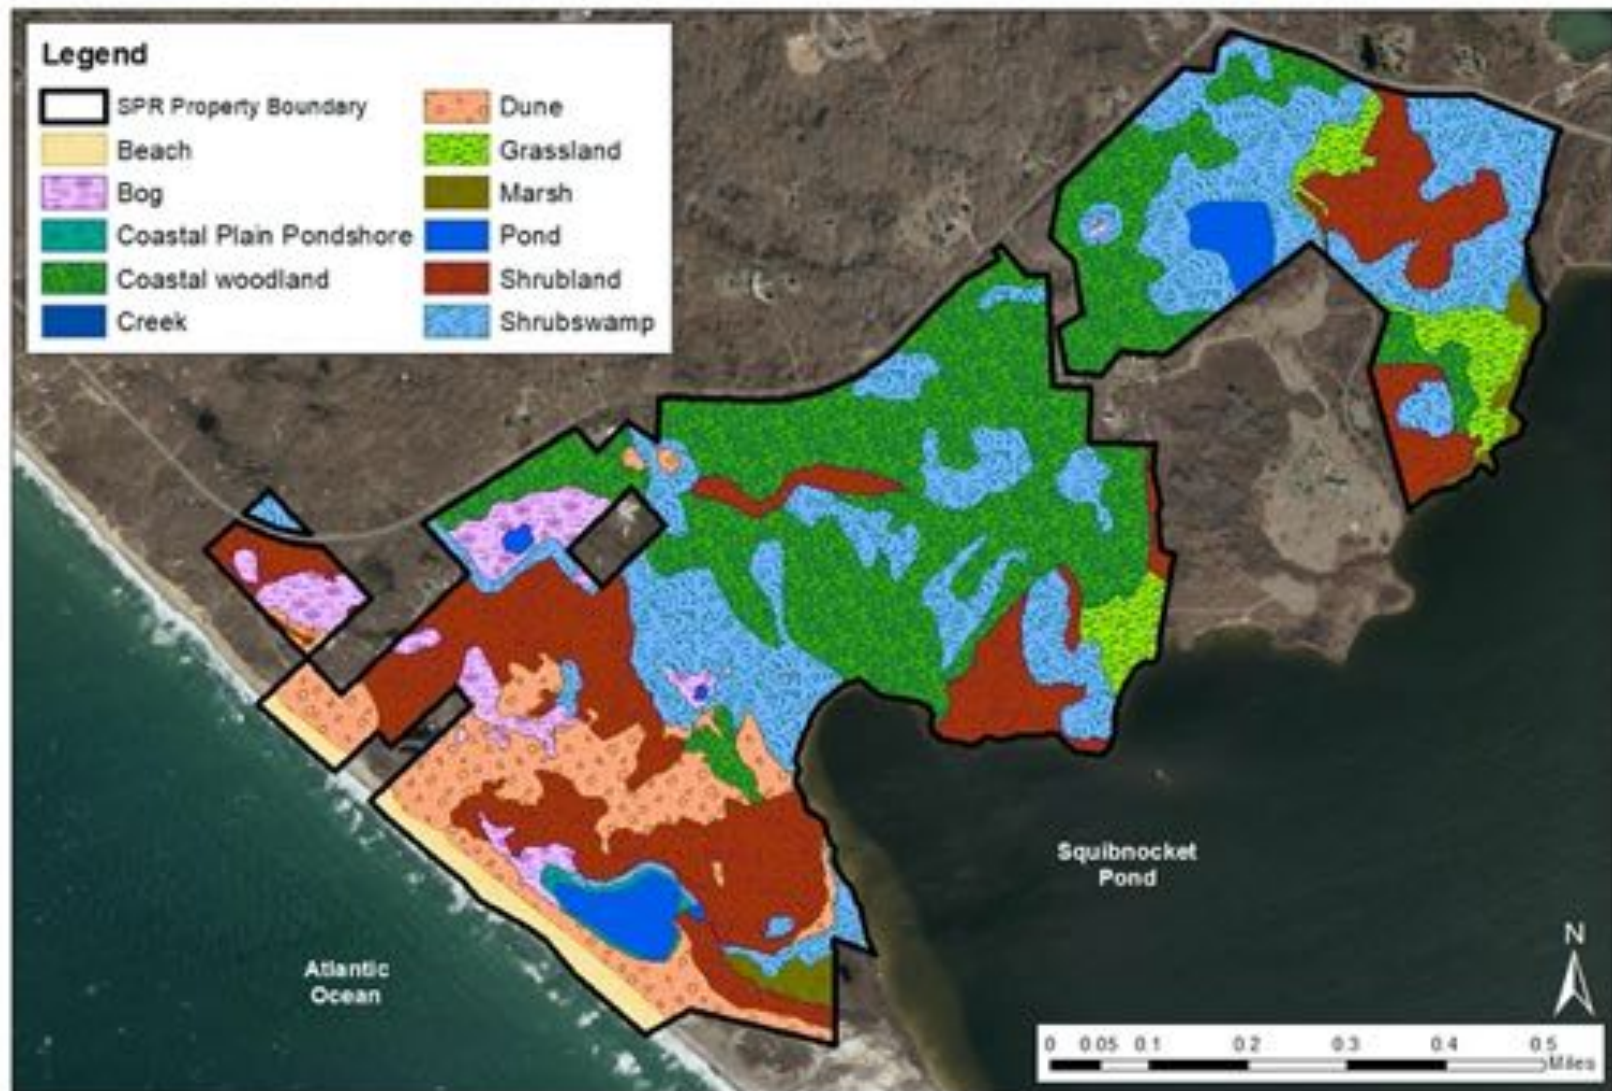 Legend
SPR Property Boundary
Beach
Bog
Coastal Plain Pondshore
Coastal woodland
Creek
Dune
Grassland
Marsh
Pond
Shrubland
Shrubswamp
Squibnocket
Pond
Atlantic
Ocean
N
0 0.05 0.1 0.2 0.3 0.4 0.5
Miles